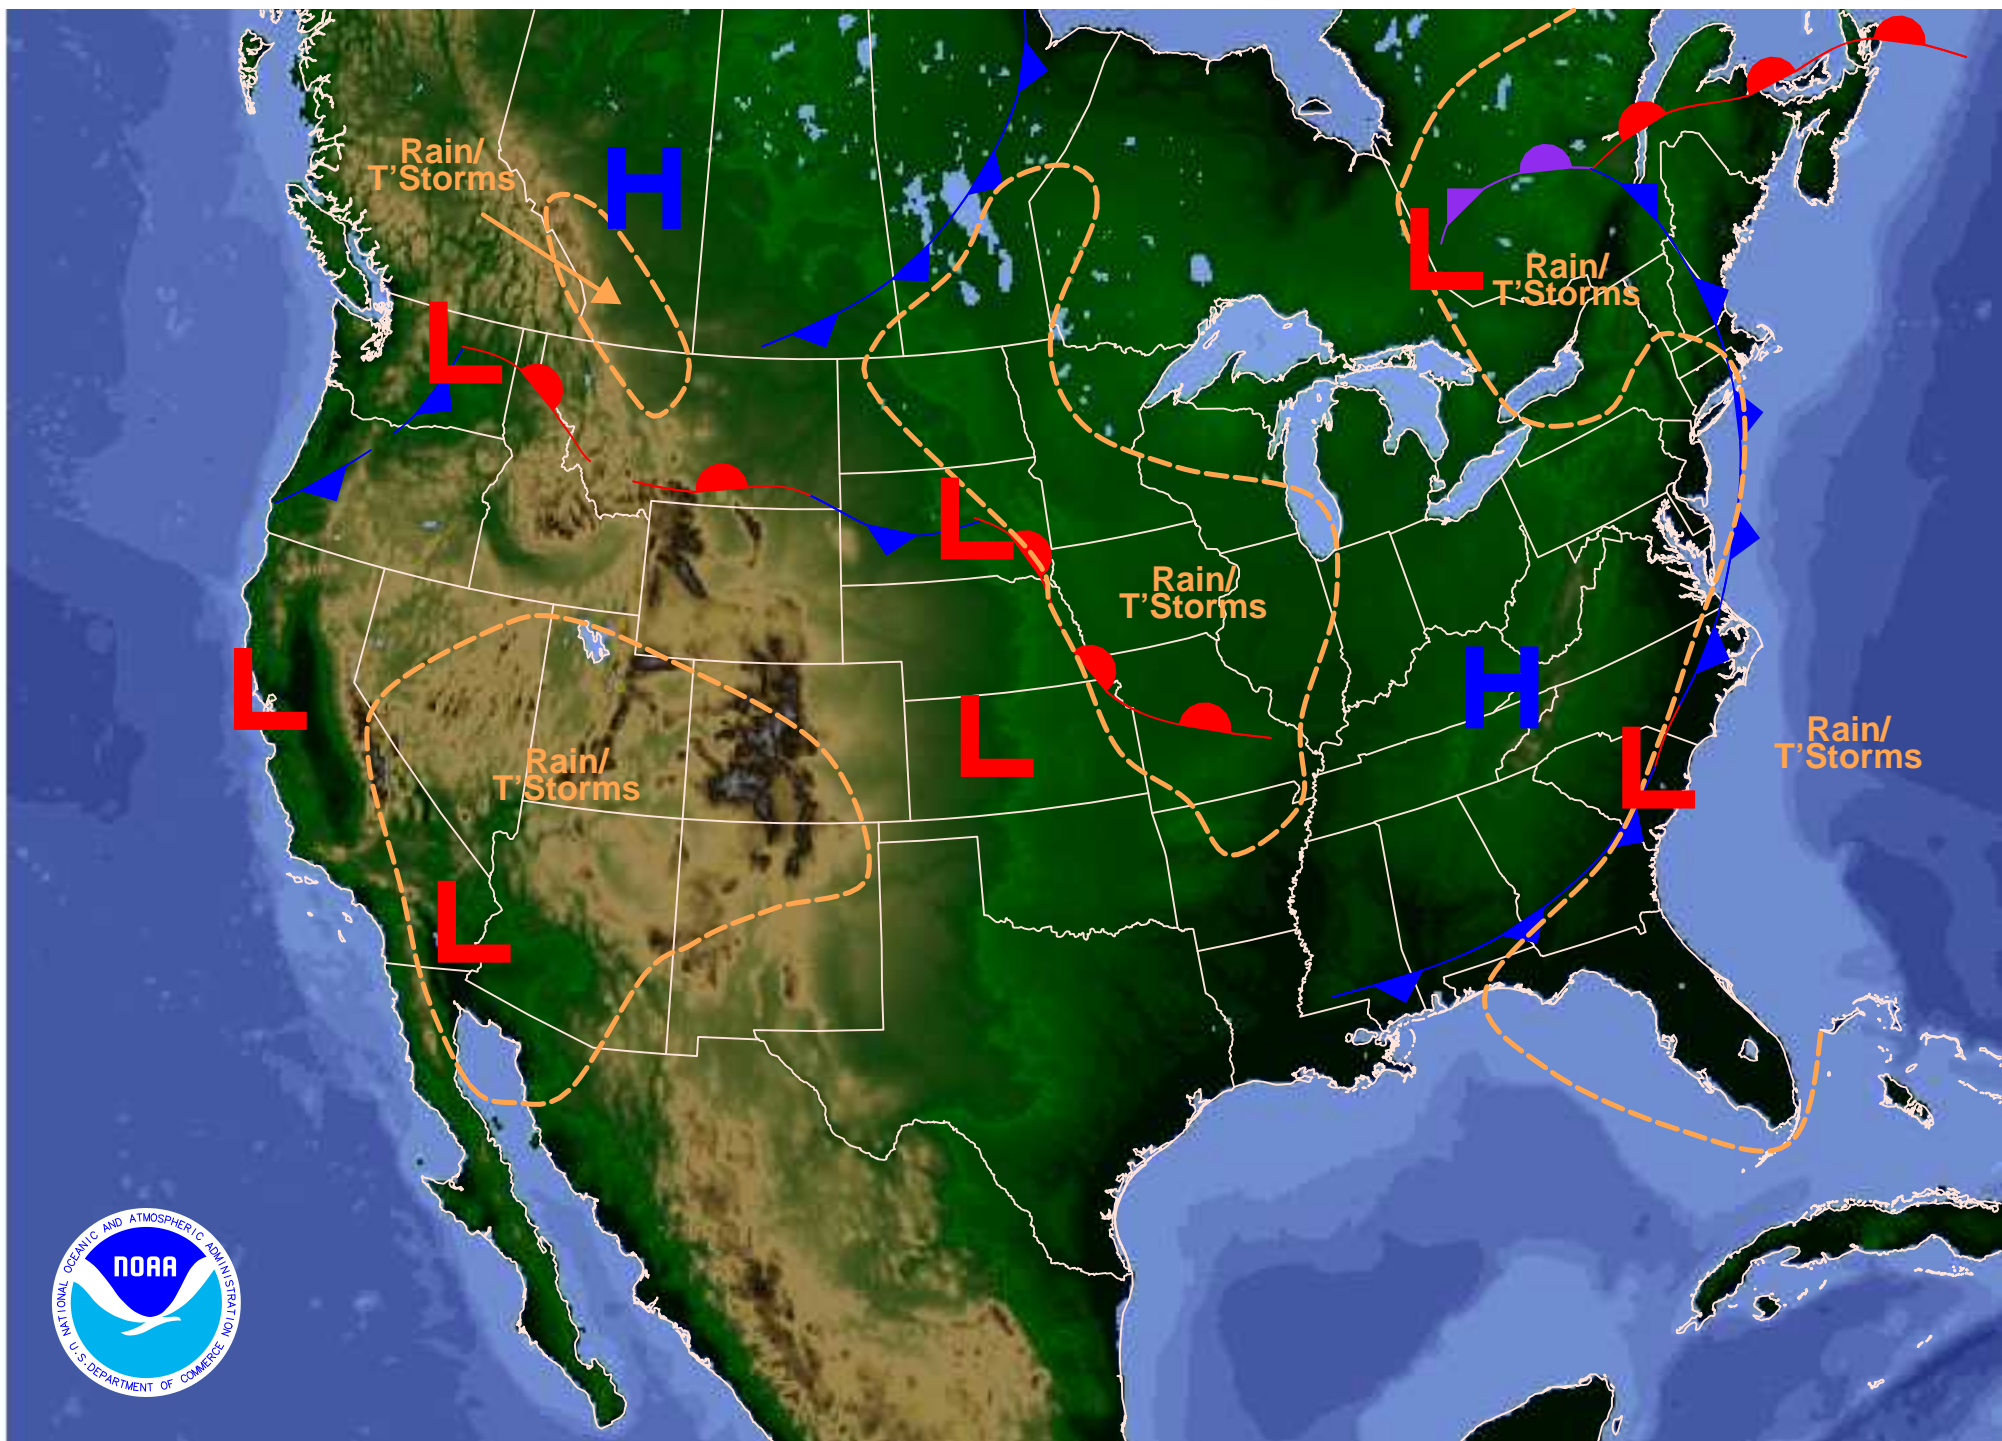 Rain/
T'Storms
H
L
Rain/
T'Storms
L
L
Rain/
T'Storms
L
H
L
Rain/
T'Storms
L
L
Rain/
T'Storms
L
NATIONAL OCEANIC AND ATMOSPHERIC ADMINISTRATION
NOAA
U.S. DEPARTMENT OF COMMERCE